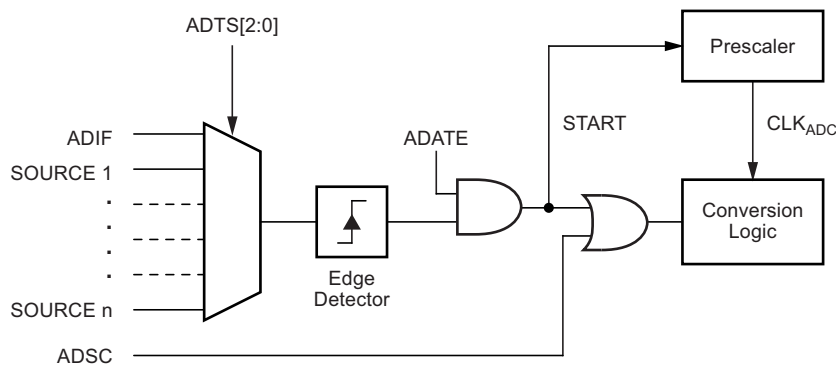 ADTS[2:0]
Prescaler
START
CLKADC
ADIF
ADATE
SOURCE 1
.
.
.
.
Conversion
Logic
Edge
Detector
SOURCE n
ADSC